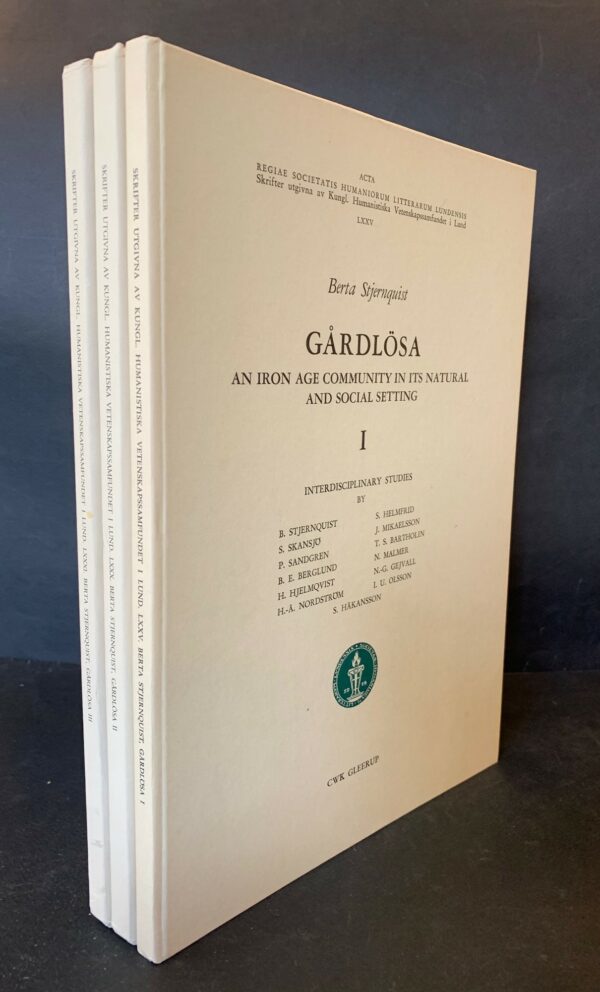 SKRIFTER UTGIVNA AV KUNGL. HUMANISTISKA VETENSKAPSSAMFUNDET I LUND. LXXXI. BERTA STJERNQUIST, GÅRDLÖSA III
SKRIFTER UTGIVNA AV KUNGL. HUMANISTISKA VETENSKAPSSAMFUNDET I LUND. LXXX. BERTA STJERNQUIST, GÅRDLÖSA II
SKRIFTER UTGIVNA AV KUNGL. HUMANISTISKA VETENSKAPSSAMFUNDET I LUND. LXXV. BERTA STJERNQUIST, GÅRDLÖSA I
ACTA
REGIAE SOCIETATIS HUMANIORUM LITTERARUM LUNDENSIS
Skrifter utgivna av Kungl. Humanistiska Vetenskapssamfundet i Lund
LXXV
Berta Stjernquist
GÅRDLÖSA
AN IRON AGE COMMUNITY IN ITS NATURAL
AND SOCIAL SETTING
I
INTERDISCIPLINARY STUDIES
BY
B. STJERNQUIST
S. SKANSJØ
P. SANDGREN
B. E. BERGLUND
H. HJELMQVIST
H.-Å. NORDSTRØM
S. HELMFRID
J. MIKAELSSON
T. S. BARTHOLIN
N. MALMER
N.-G. GEJVALL
I. U. OLSSON
S. HÅKANSSON
CWK GLEERUP